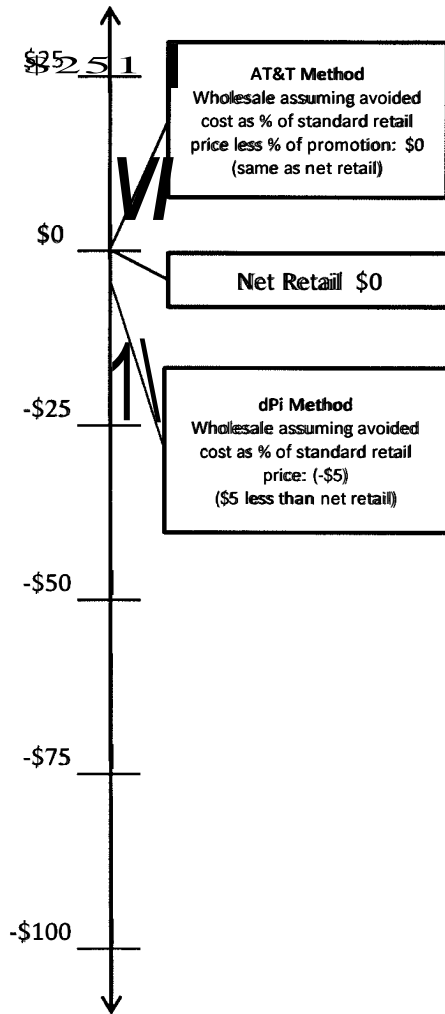 $25
AT&T Method
Wholesale assuming avoided
cost as % of standard retail
price less % of promotion: $0
(same as net retail)
$0
Net Retail $0
-$25
dPi Method
Wholesale assuming avoided
cost as % of standard retail
price: (-$5)
($5 less than net retail)
-$50
-$75
-$100